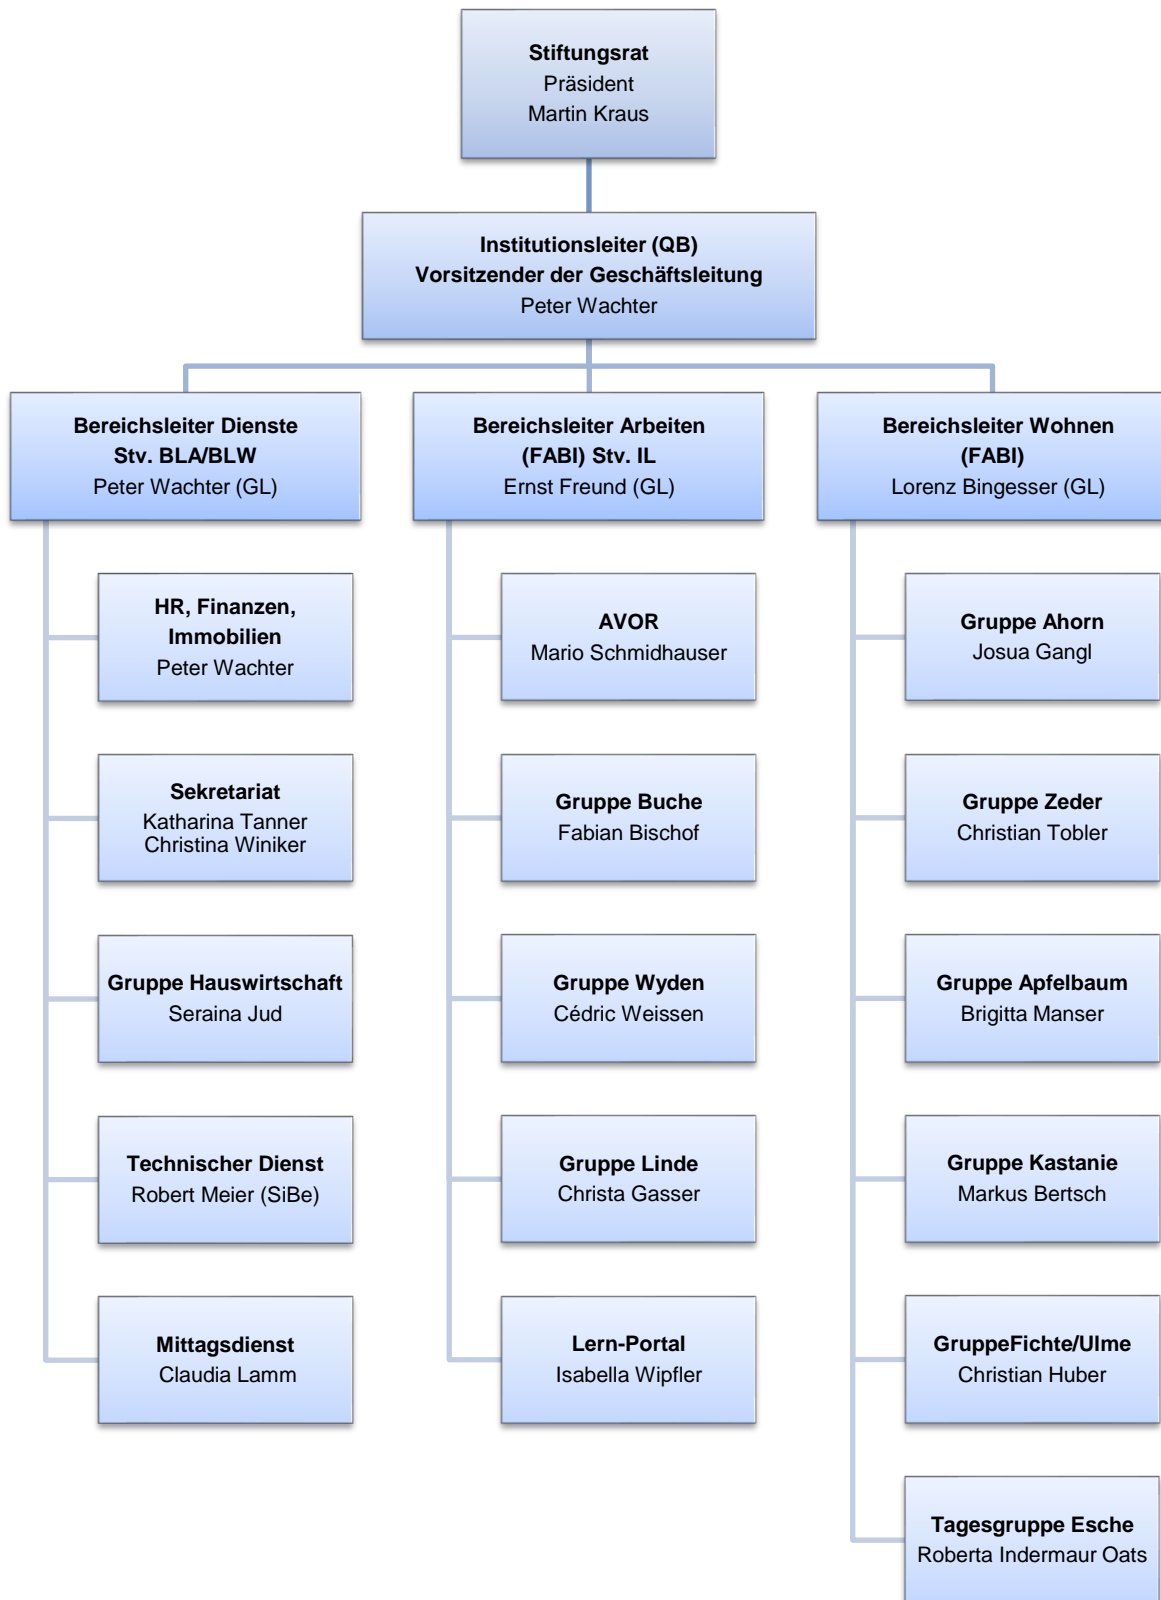 Stiftungsrat
Präsident
Martin Kraus
Institutionsleiter (QB)
Vorsitzender der Geschäftsleitung
Peter Wachter
Bereichsleiter Dienste
Stv. BLA/BLW
Peter Wachter (GL)
Bereichsleiter Arbeiten
(FABI) Stv. IL
Ernst Freund (GL)
Bereichsleiter Wohnen
(FABI)
Lorenz Bingesser (GL)
HR, Finanzen,
Immobilien
Peter Wachter
Sekretariat
Katharina Tanner
Christina Winiker
Gruppe Hauswirtschaft
Seraina Jud
Technischer Dienst
Robert Meier (SiBe)
Mittagsdienst
Claudia Lamm
AVOR
Mario Schmidhauser
Gruppe Buche
Fabian Bischof
Gruppe Wyden
Cédric Weissen
Gruppe Linde
Christa Gasser
Lern-Portal
Isabella Wipfler
Gruppe Ahorn
Josua Gangl
Gruppe Zeder
Christian Tobler
Gruppe Apfelbaum
Brigitta Manser
Gruppe Kastanie
Markus Bertsch
GruppeFichte/Ulme
Christian Huber
Tagesgruppe Esche
Roberta Indermaur Oats